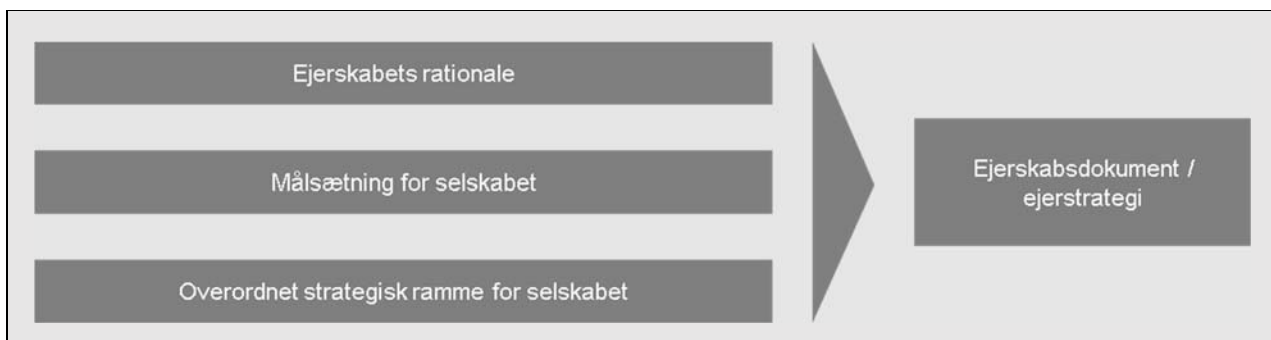 Ejerskabets rationale
Målsætning for selskabet
Overordnet strategisk ramme for selskabet
Ejerskabsdokument /
ejerstrategi